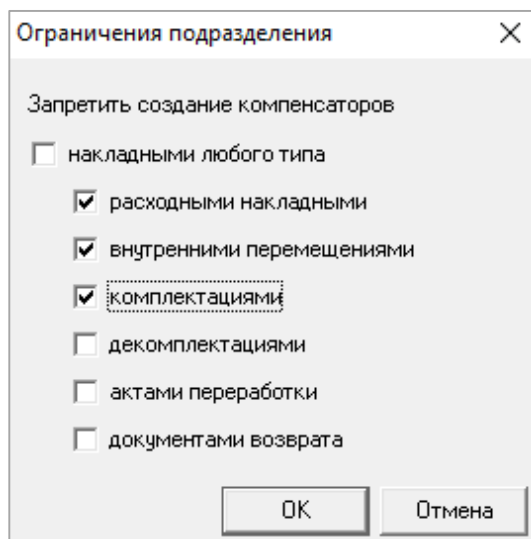 Ограничения подразделения
Запретить создание компенсаторов
накладными любого типа
расходными накладными
внутренними перемещениями
комплектациями
декомплектациями
актами переработки
документами возврата
OK Отмена